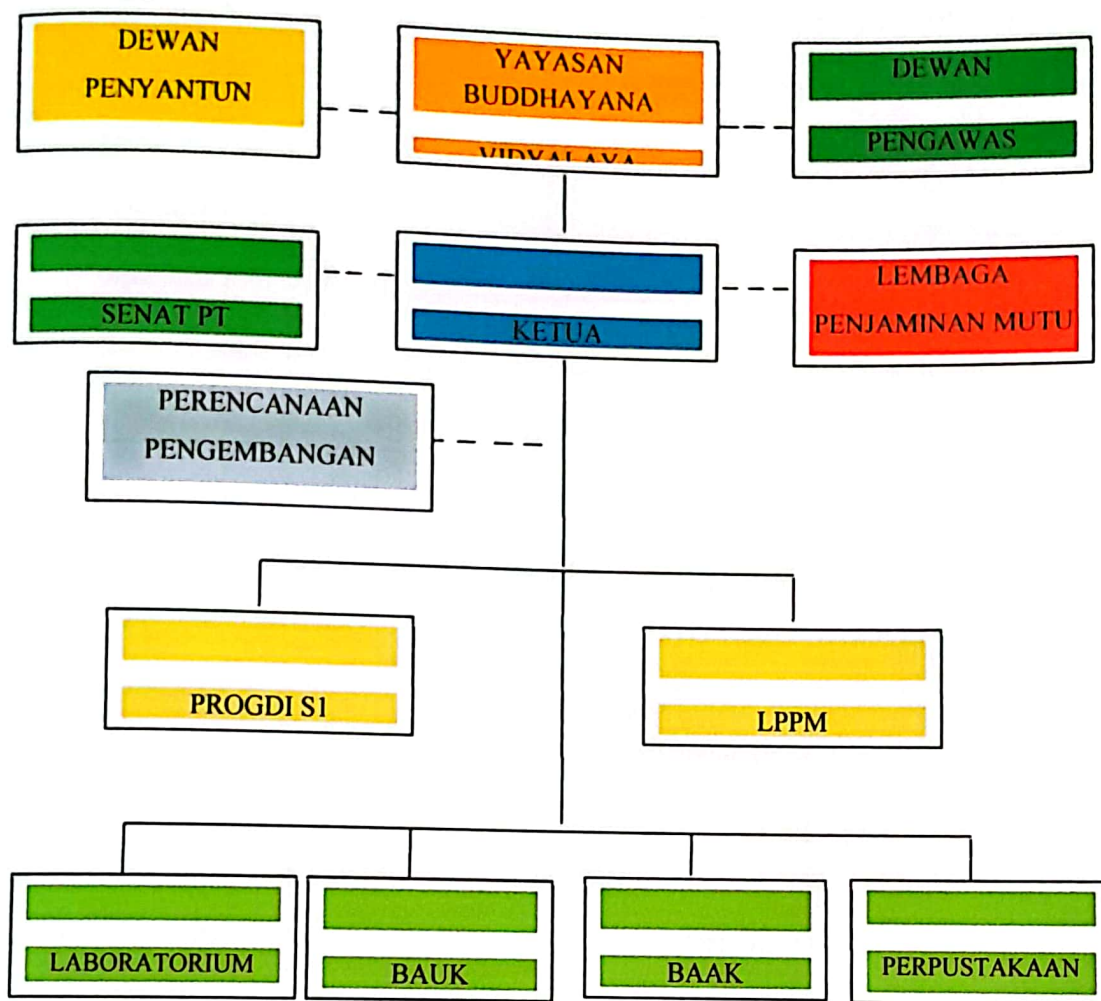 DEWAN
PENYANTUN
YAYASAN
BUDDHAYANA
VIDYALAYA
DEWAN
PENGAWAS
SENAT PT
KETUA
LEMBAGA
PENJAMINAN MUTU
PERENCANAAN
PENGEMBANGAN
PROGDI S1
LPPM
LABORATORIUM
BAUK
BAAK
PERPUSTAKAAN